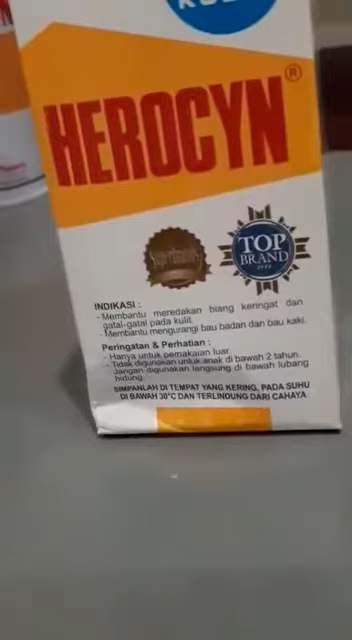 HEROCYN®
Superbrands
TOP
BRAND
INDIKASI :
- Membantu meredakan biang keringat dan
gatal-gatal pada kulit.
- Membantu mengurangi bau badan dan bau kaki.
Peringatan & Perhatian :
- Hanya untuk pemakaian luar.
- Tidak digunakan untuk anak di bawah 2 tahun.
Jangan digunakan langsung di bawah lubang
hidung.
SIMPANLAH DI TEMPAT YANG KERING, PADA SUHU
DI BAWAH 30°C DAN TERLINDUNG DARI CAHAYA